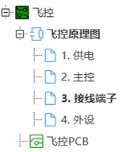 飞控
飞控原理图
1. 供电
2. 主控
3. 接线端子
4. 外设
飞控PCB